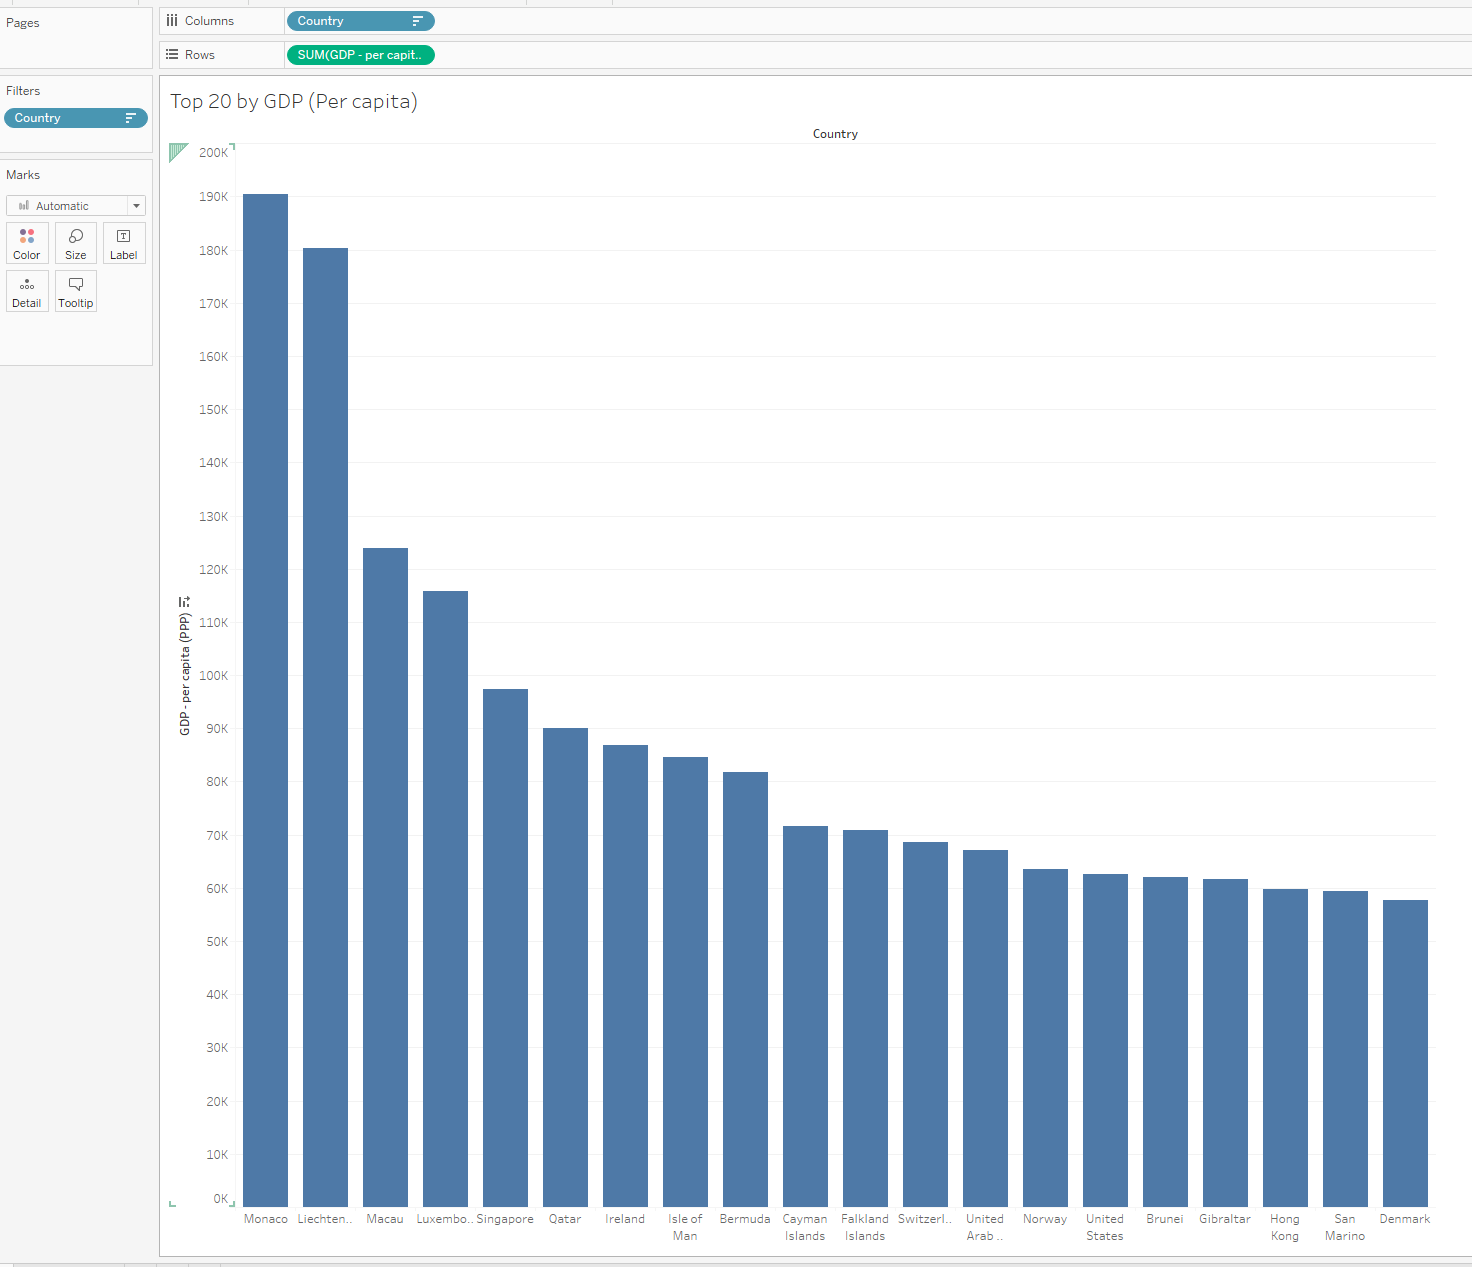 Pages
Columns
Country
Rows
SUM(GDP - per capit..
Filters
Country
Marks
Automatic
Color
Size
Label
Detail
Tooltip
Top 20 by GDP (Per capita)
Country
200K
190K
180K
170K
160K
150K
140K
130K
120K
110K
100K
90K
80K
70K
60K
50K
40K
30K
20K
10K
0K
GDP - per capita (PPP)
Monaco
Liechten..
Macau
Luxembo..
Singapore
Qatar
Ireland
Isle of
Man
Bermuda
Cayman
Islands
Falkland
Islands
Switzerl..
United
Arab ..
Norway
United
States
Brunei
Gibraltar
Hong
Kong
San
Marino
Denmark